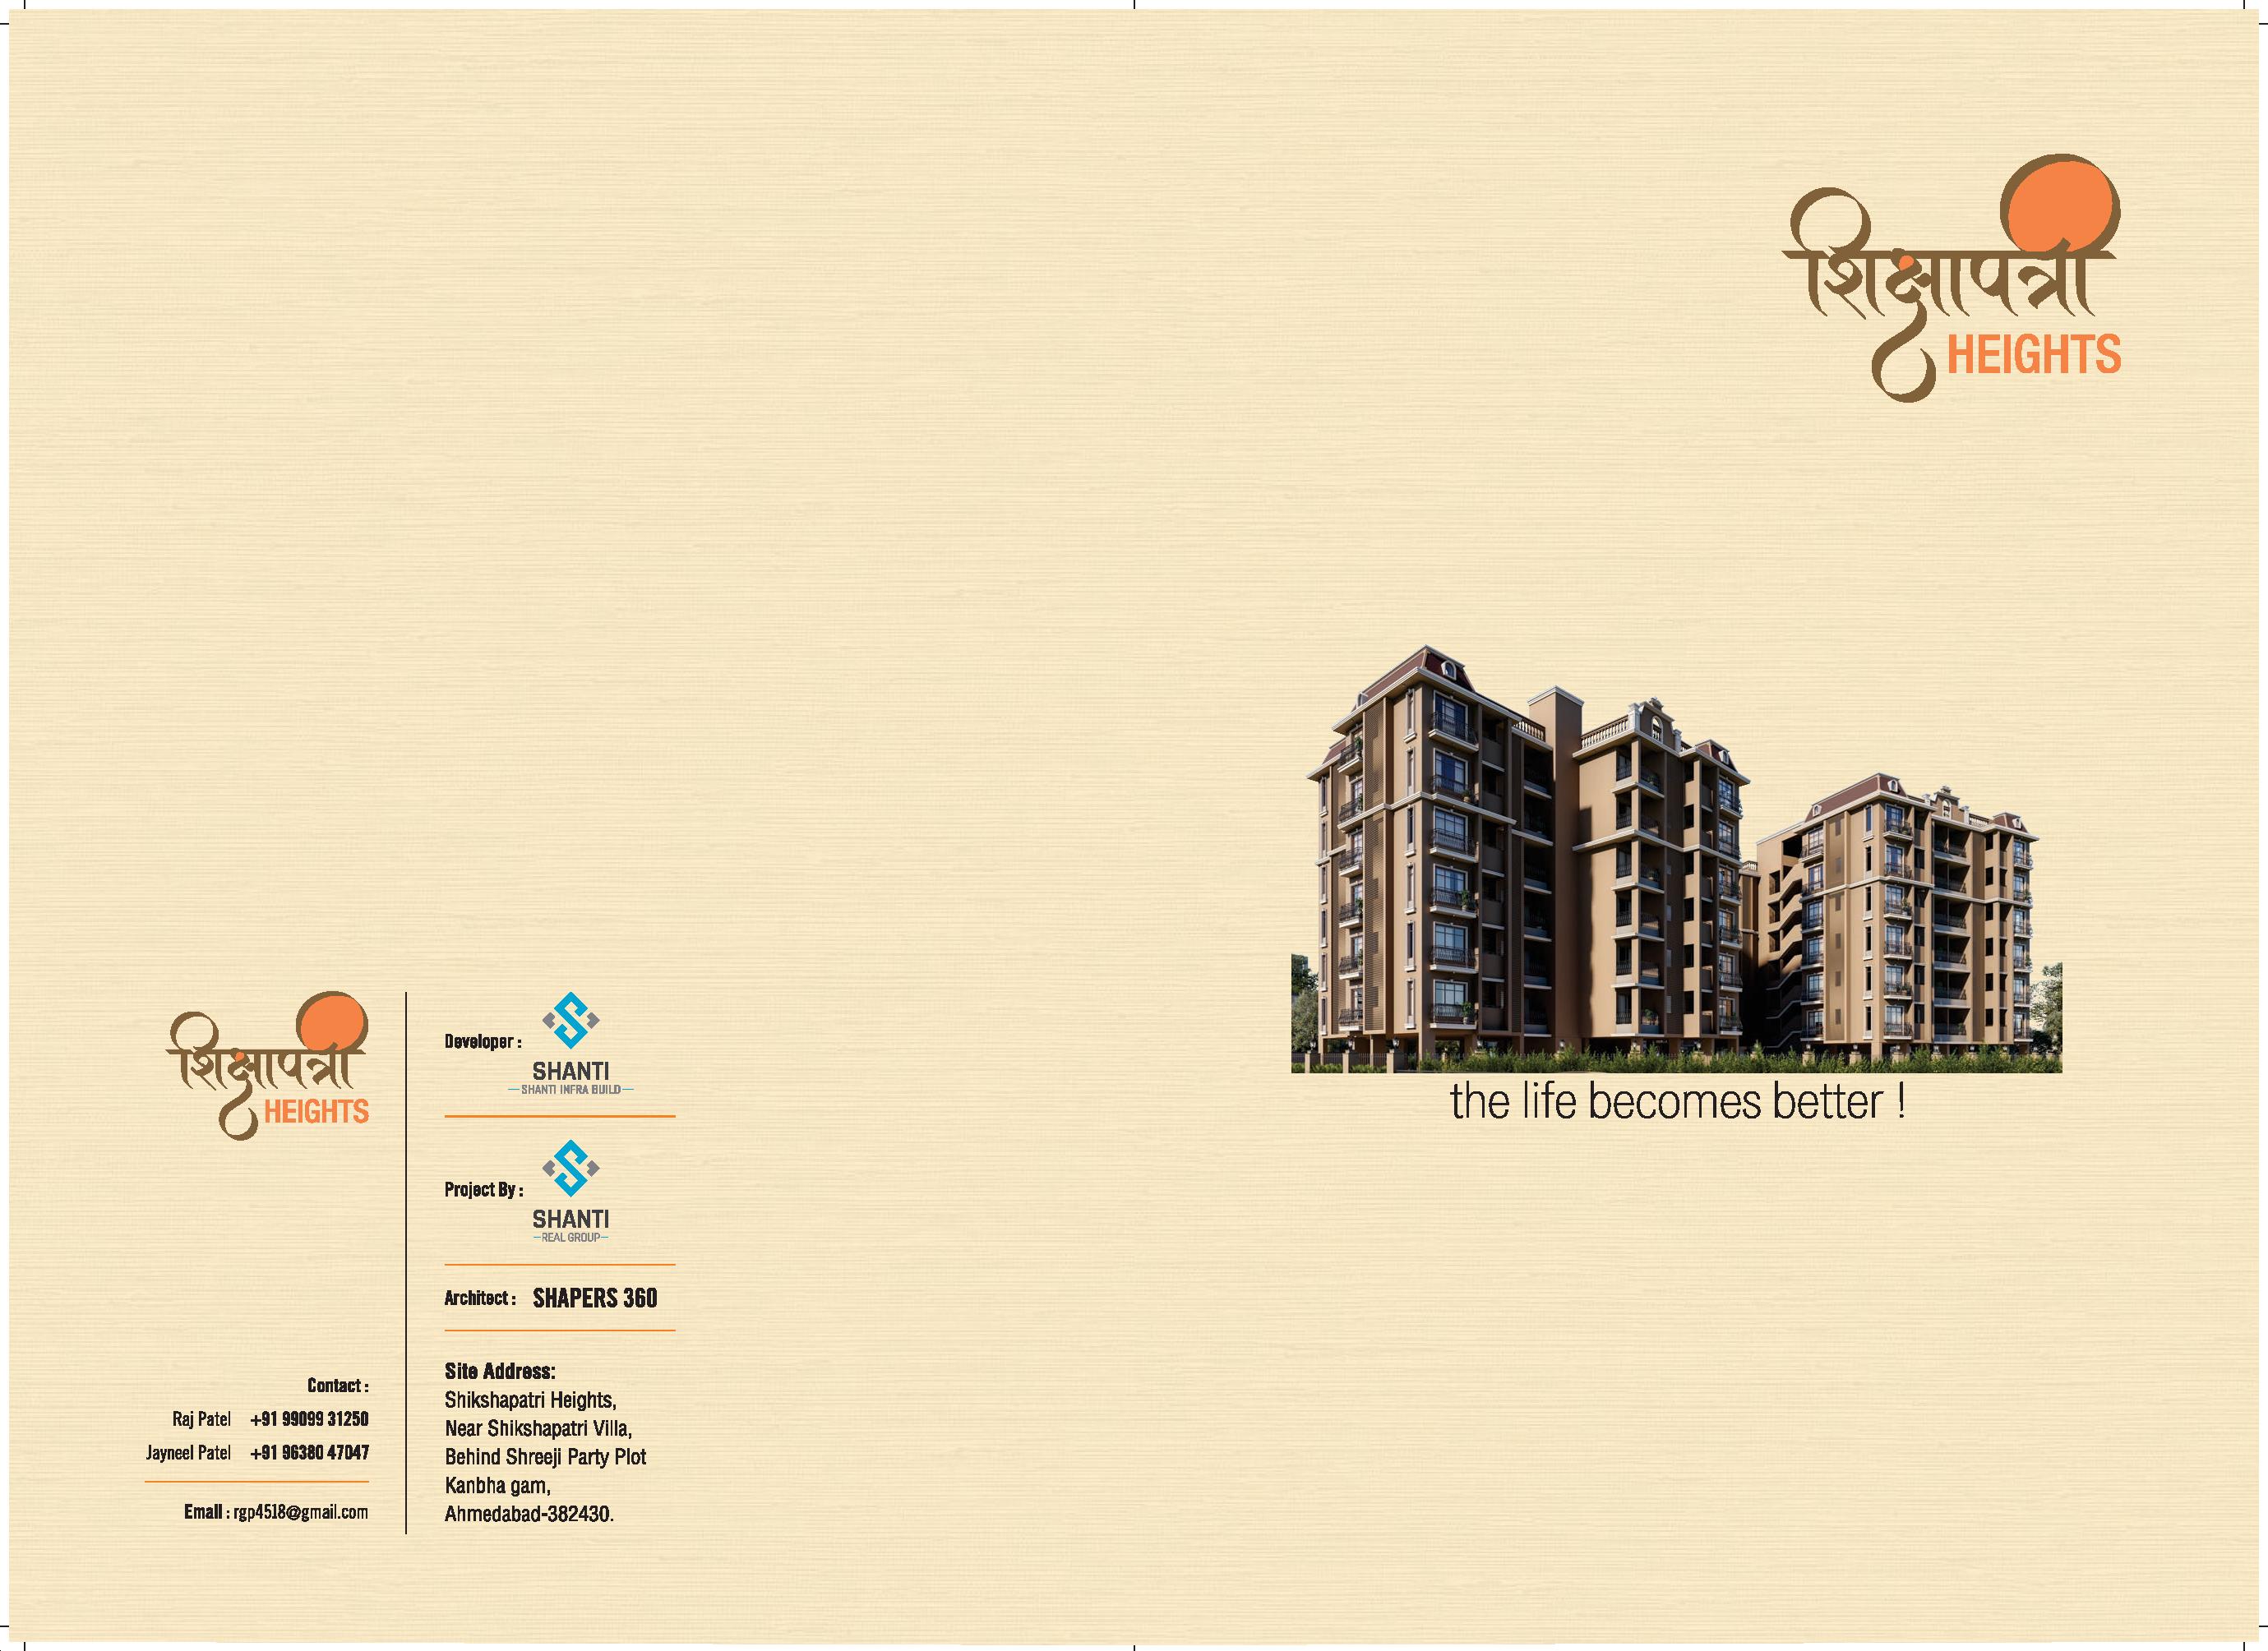 शिक्षापत्री
HEIGHTS
the life becomes better !
शिक्षापत्री
HEIGHTS
Contact :
Raj Patel +91 99099 31250
Jayneel Patel +91 96380 47047
Email : rgp4518@gmail.com
Developer :
SHANTI
SHANTI INFRA BUILD
Project By :
SHANTI
REAL GROUP
Architect : SHAPERS 360
Site Address:
Shikshapatri Heights,
Near Shikshapatri Villa,
Behind Shreeji Party Plot
Kanbha gam,
Ahmedabad-382430.